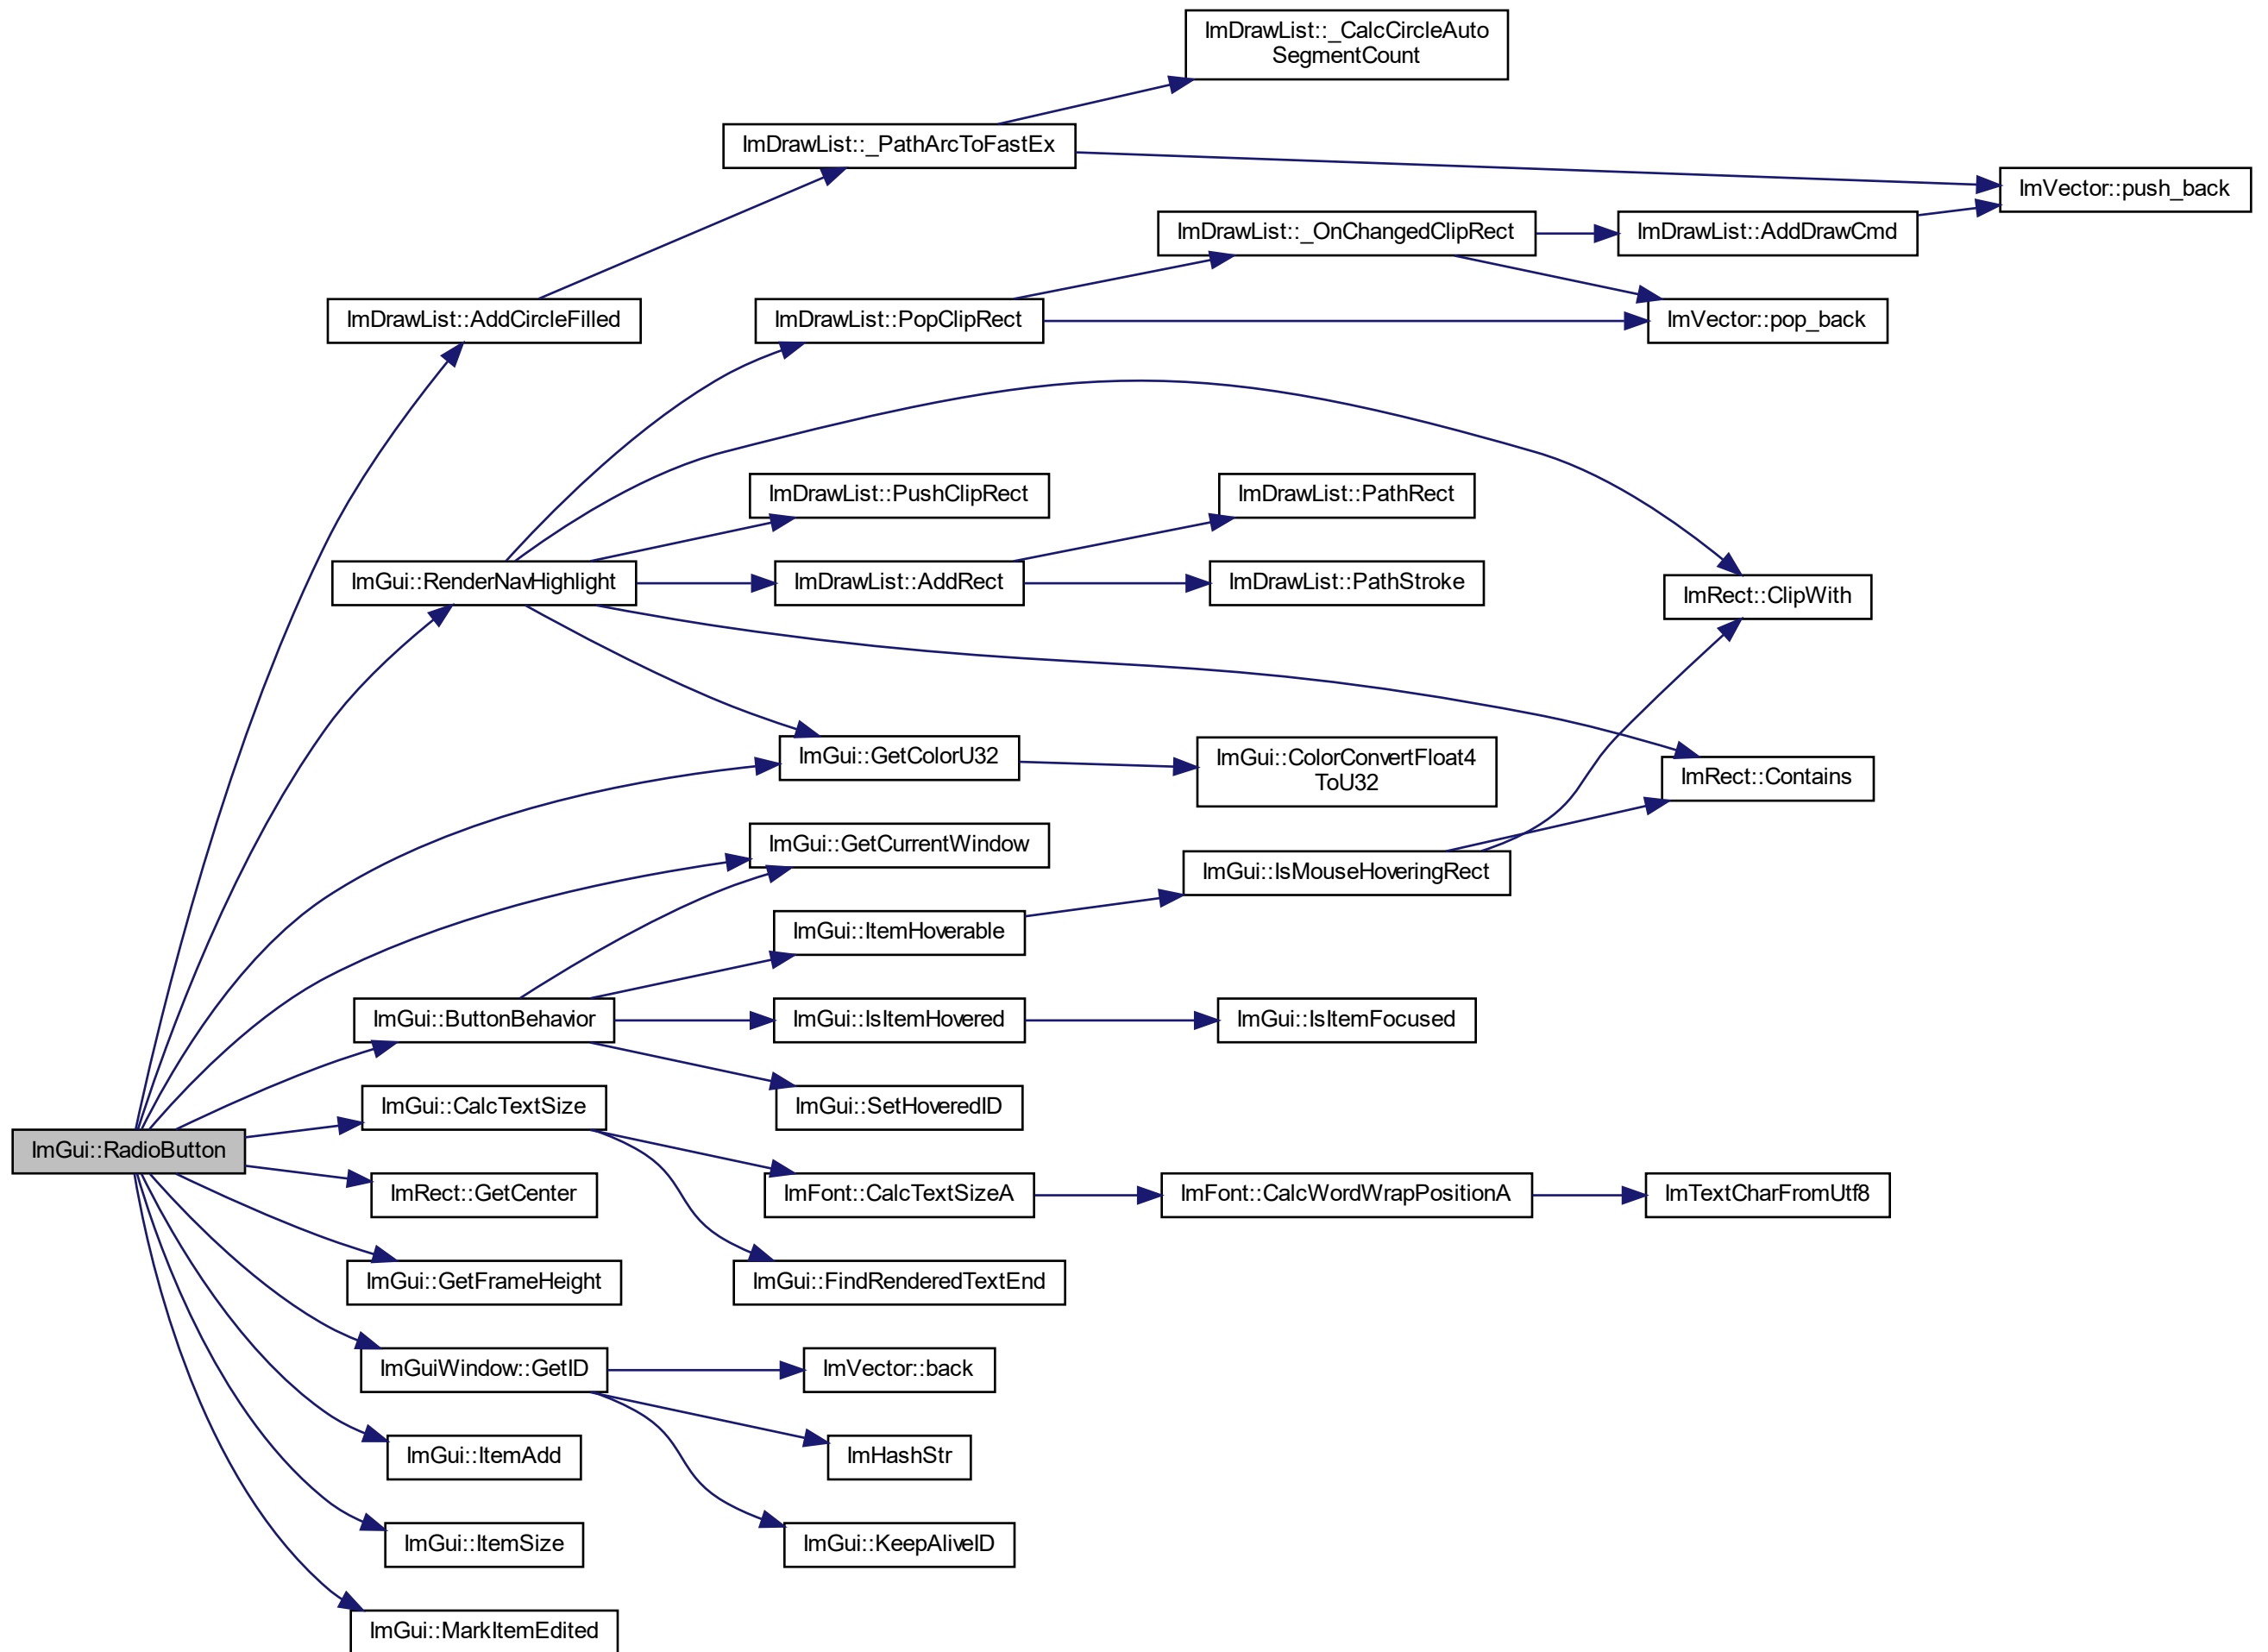 ImDrawList::_CalcCircleAuto
SegmentCount
ImDrawList::_PathArcToFastEx
ImVector::push_back
ImDrawList::_OnChangedClipRect
ImDrawList::AddDrawCmd
ImDrawList::AddCircleFilled
ImDrawList::PopClipRect
ImVector::pop_back
ImDrawList::PushClipRect
ImDrawList::PathRect
ImGui::RenderNavHighlight
ImDrawList::AddRect
ImDrawList::PathStroke
ImRect::ClipWith
ImGui::GetColorU32
ImGui::ColorConvertFloat4
ToU32
ImRect::Contains
ImGui::GetCurrentWindow
ImGui::IsMouseHoveringRect
ImGui::ItemHoverable
ImGui::ButtonBehavior
ImGui::IsItemHovered
ImGui::IsItemFocused
ImGui::CalcTextSize
ImGui::SetHoveredID
ImGui::RadioButton
ImRect::GetCenter
ImFont::CalcTextSizeA
ImFont::CalcWordWrapPositionA
ImTextCharFromUtf8
ImGui::GetFrameHeight
ImGui::FindRenderedTextEnd
ImGuiWindow::GetID
ImVector::back
ImGui::ItemAdd
ImHashStr
ImGui::ItemSize
ImGui::KeepAliveID
ImGui::MarkItemEdited